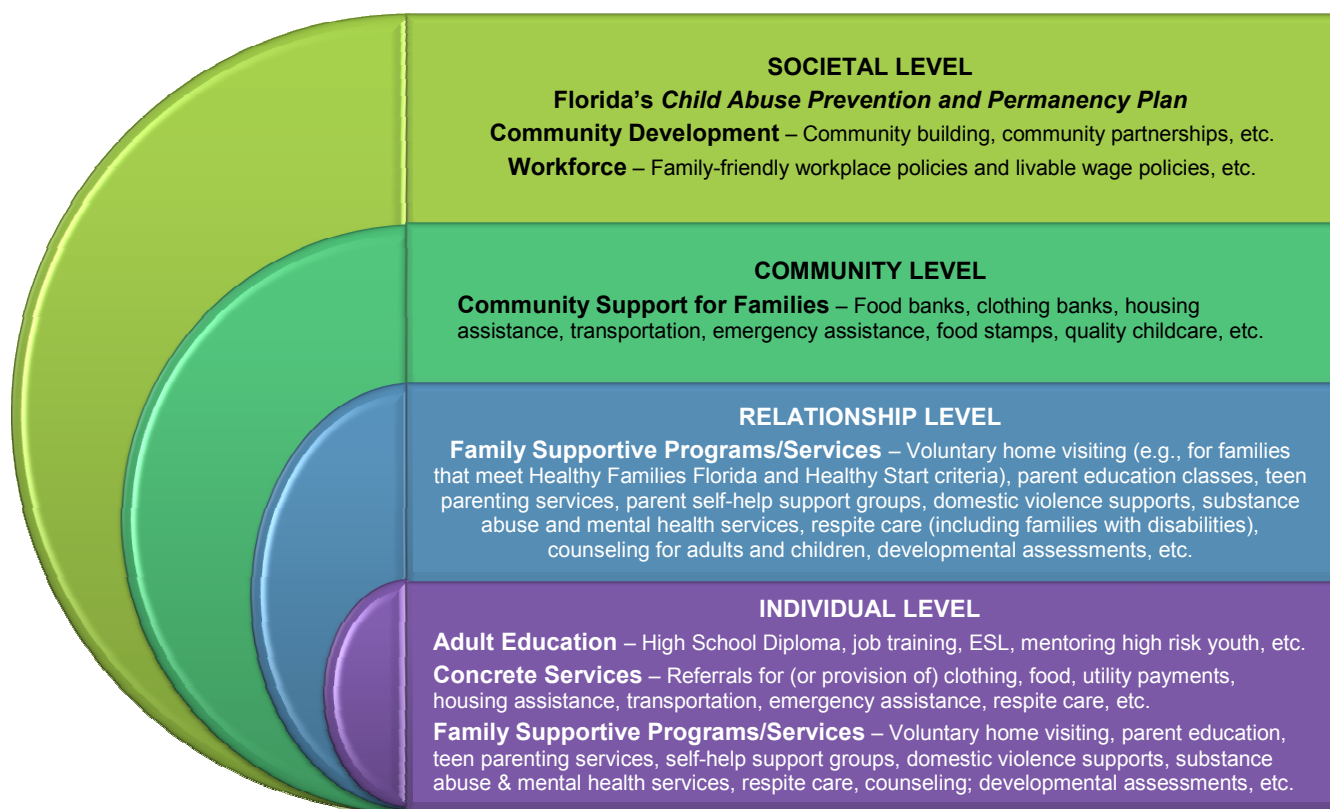 SOCIETAL LEVEL
Florida's Child Abuse Prevention and Permanency Plan
Community Development – Community building, community partnerships, etc.
Workforce – Family-friendly workplace policies and livable wage policies, etc.
COMMUNITY LEVEL
Community Support for Families – Food banks, clothing banks, housing
assistance, transportation, emergency assistance, food stamps, quality childcare, etc.
RELATIONSHIP LEVEL
Family Supportive Programs/Services – Voluntary home visiting (e.g., for families
that meet Healthy Families Florida and Healthy Start criteria), parent education classes, teen
parenting services, parent self-help support groups, domestic violence supports, substance
abuse and mental health services, respite care (including families with disabilities),
counseling for adults and children, developmental assessments, etc.
INDIVIDUAL LEVEL
Adult Education – High School Diploma, job training, ESL, mentoring high risk youth, etc.
Concrete Services – Referrals for (or provision of) clothing, food, utility payments,
housing assistance, transportation, emergency assistance, respite care, etc.
Family Supportive Programs/Services – Voluntary home visiting, parent education,
teen parenting services, self-help support groups, domestic violence supports, substance
abuse & mental health services, respite care, counseling; developmental assessments, etc.